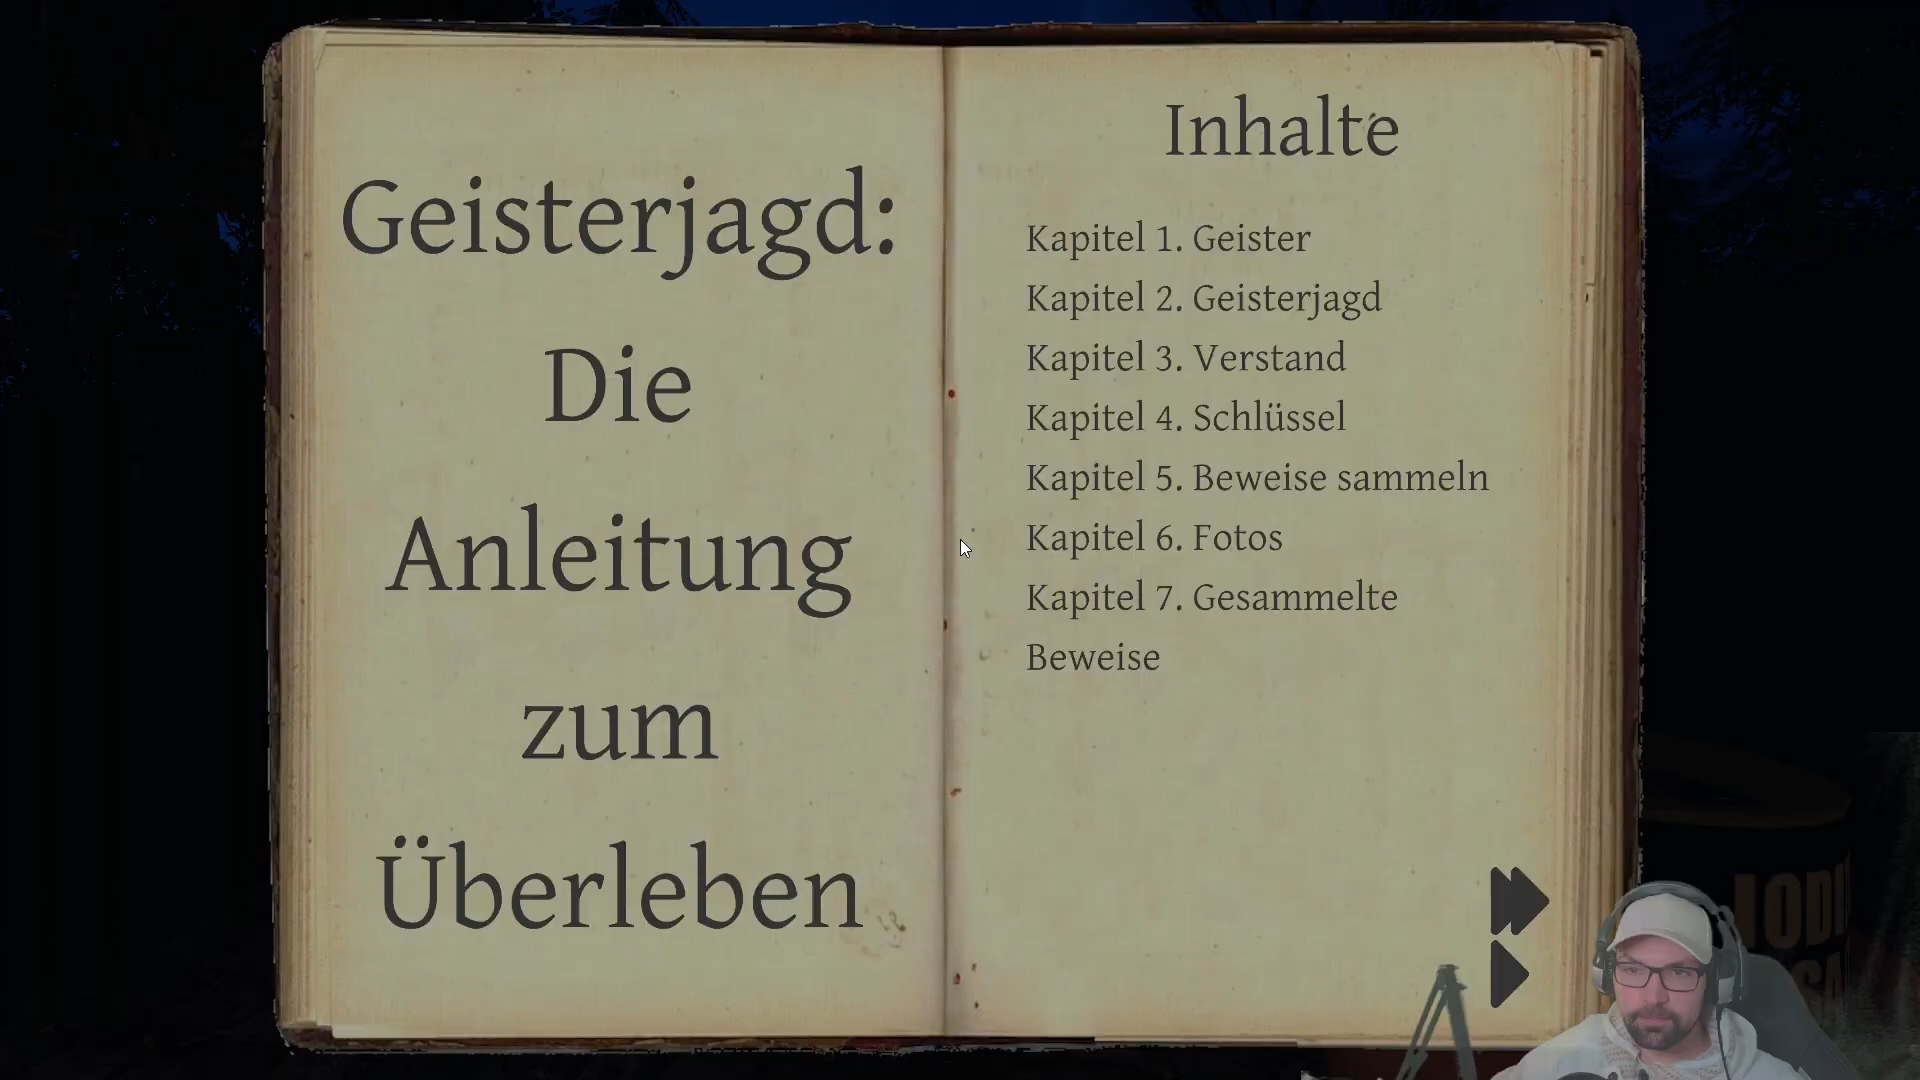 Geisterjagd:
Die
Anleitung
zum
Überleben
Inhalte
Kapitel 1. Geister
Kapitel 2. Geisterjagd
Kapitel 3. Verstand
Kapitel 4. Schlüssel
Kapitel 5. Beweise sammeln
Kapitel 6. Fotos
Kapitel 7. Gesammelte
Beweise